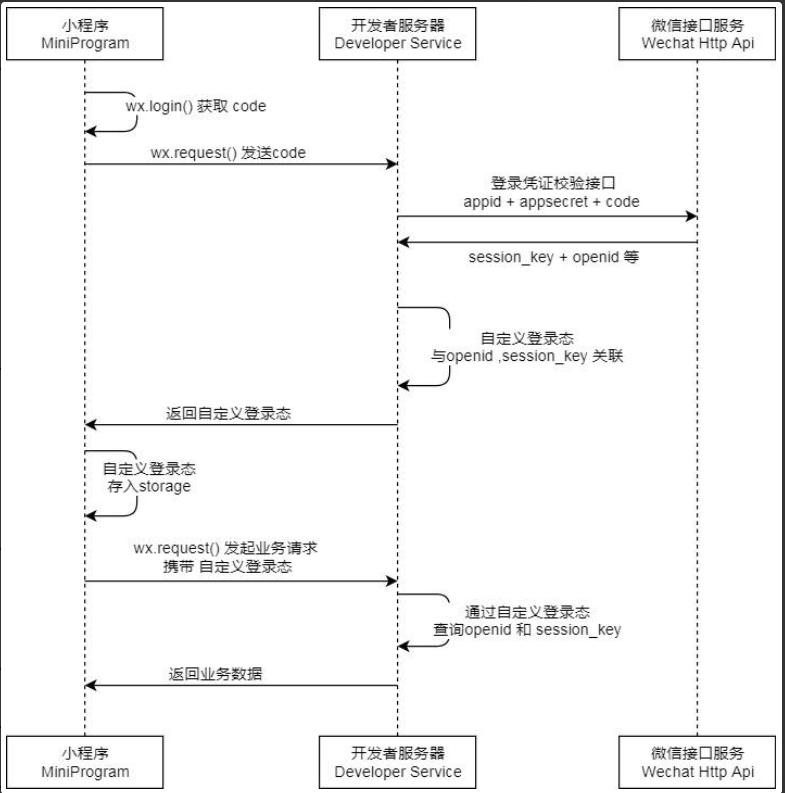 小程序
MiniProgram
开发者服务器
Developer Service
微信接口服务
Wechat Http Api
wx.login() 获取 code
wx.request() 发送code
登录凭证校验接口
appid + appsecret + code
session_key + openid 等
自定义登录态
与openid ,session_key 关联
返回自定义登录态
自定义登录态
存入storage
wx.request() 发起业务请求
携带 自定义登录态
通过自定义登录态
查询openid 和 session_key
返回业务数据
小程序
MiniProgram
开发者服务器
Developer Service
微信接口服务
Wechat Http Api